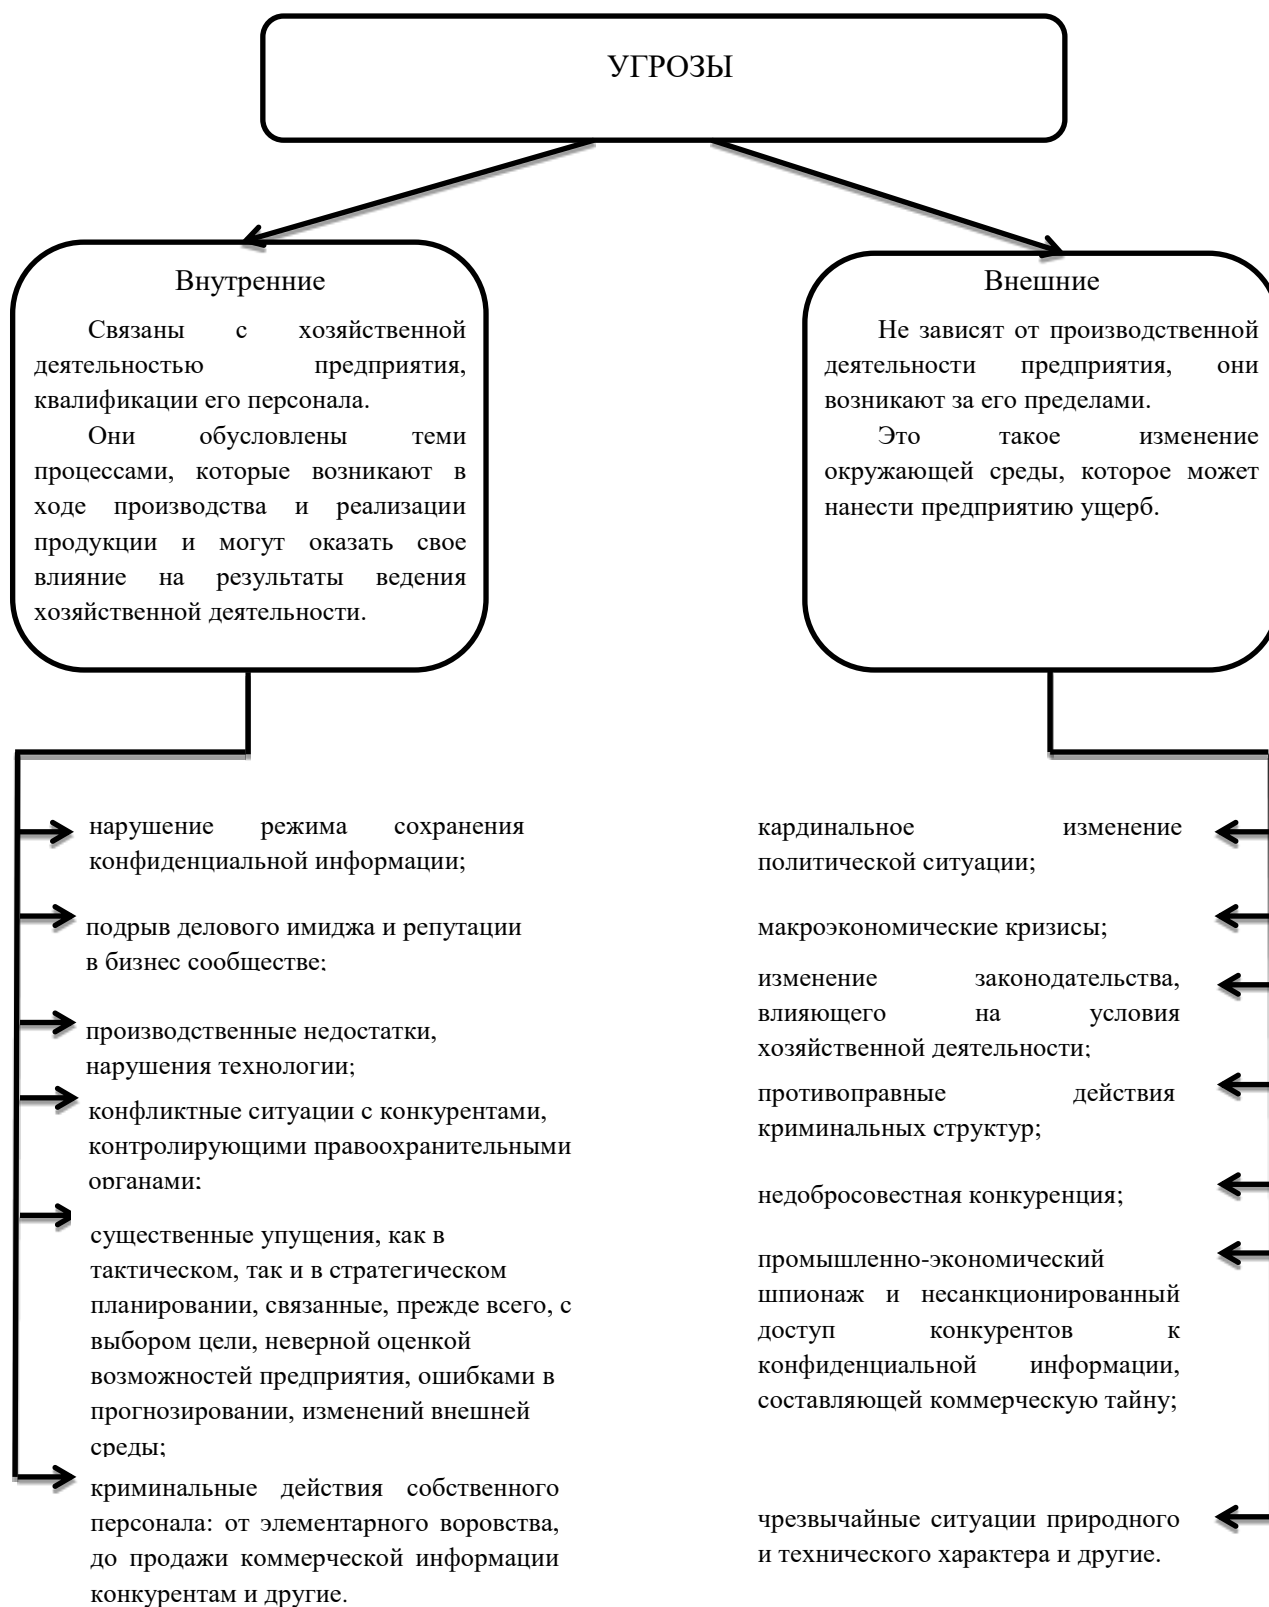 УГРОЗЫ
Внутренние
Связаны с хозяйственной
деятельностью предприятия,
квалификации его персонала.
Они обусловлены теми
процессами, которые возникают в
ходе производства и реализации
продукции и могут оказать свое
влияние на результаты ведения
хозяйственной деятельности.
Внешние
Не зависят от производственной
деятельности предприятия, они
возникают за его пределами.
Это такое изменение
окружающей среды, которое может
нанести предприятию ущерб.
нарушение режима сохранения
конфиденциальной информации;
подрыв делового имиджа и репутации
в бизнес сообществе;
производственные недостатки,
нарушения технологии;
конфликтные ситуации с конкурентами,
контролирующими правоохранительными
органами;
существенные упущения, как в
тактическом, так и в стратегическом
планировании, связанные, прежде всего, с
выбором цели, неверной оценкой
возможностей предприятия, ошибками в
прогнозировании, изменений внешней
среды;
криминальные действия собственного
персонала: от элементарного воровства,
до продажи коммерческой информации
конкурентам и другие.
кардинальное изменение
политической ситуации;
макроэкономические кризисы;
изменение законодательства,
влияющего на условия
хозяйственной деятельности;
противоправные действия
криминальных структур;
недобросовестная конкуренция;
промышленно-экономический
шпионаж и несанкционированный
доступ конкурентов к
конфиденциальной информации,
составляющей коммерческую тайну;
чрезвычайные ситуации природного
и технического характера и другие.